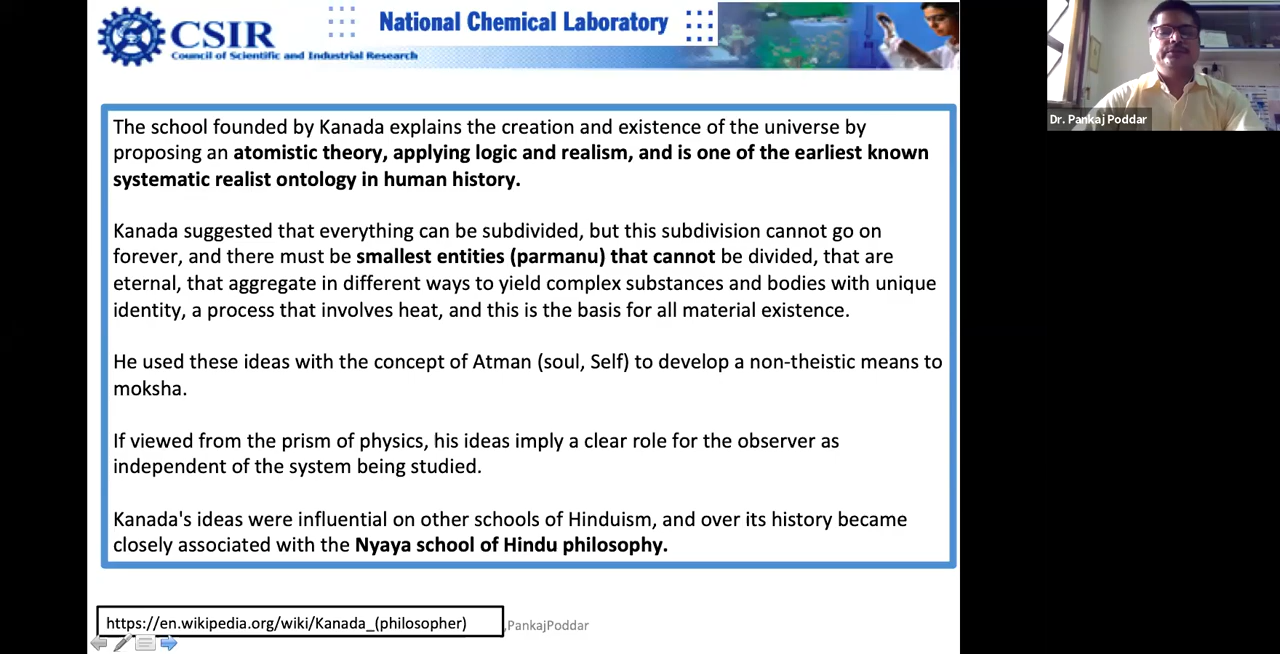 CSIR
Council of Scientific and Industrial Research
National Chemical Laboratory
Dr. Pankaj Poddar
The school founded by Kanada explains the creation and existence of the universe by
proposing an atomistic theory, applying logic and realism, and is one of the earliest known
systematic realist ontology in human history.
Kanada suggested that everything can be subdivided, but this subdivision cannot go on
forever, and there must be smallest entities (parmanu) that cannot be divided, that are
eternal, that aggregate in different ways to yield complex substances and bodies with unique
identity, a process that involves heat, and this is the basis for all material existence.
He used these ideas with the concept of Atman (soul, Self) to develop a non-theistic means to
moksha.
If viewed from the prism of physics, his ideas imply a clear role for the observer as
independent of the system being studied.
Kanada's ideas were influential on other schools of Hinduism, and over its history became
closely associated with the Nyaya school of Hindu philosophy.
https://en.wikipedia.org/wiki/Kanada_(philosopher)
PankajPoddar